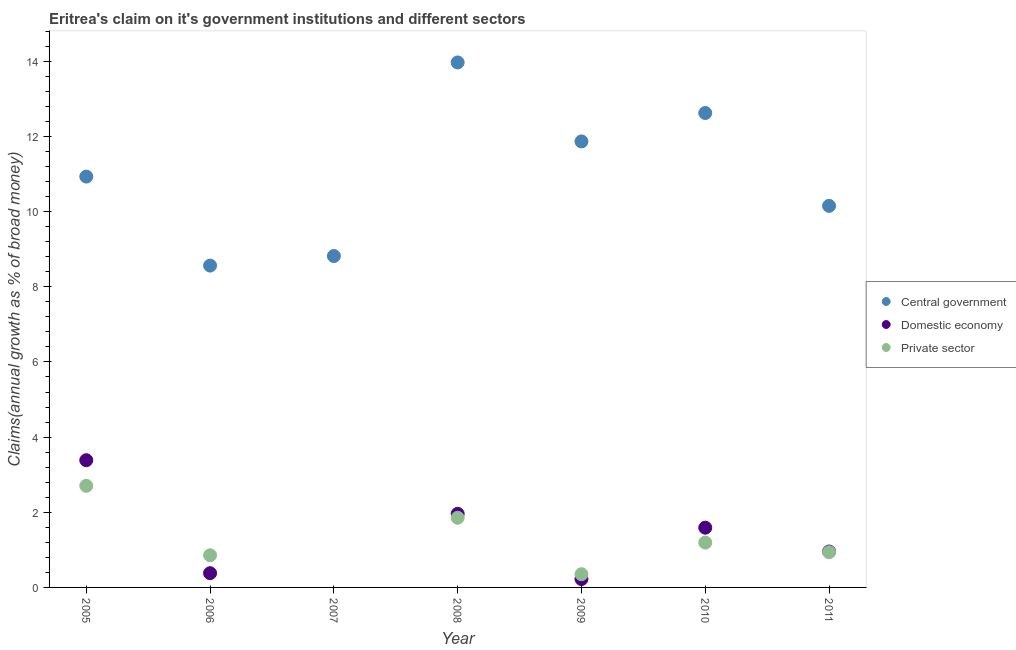 Eritrea's claim on it's government institutions and different sectors
Claims(annual growth as % of broad money)
14
12
10
8
6
4
2
0
2005
2006
2007
2008
2009
2010
2011
Year
Central government
Domestic economy
Private sector